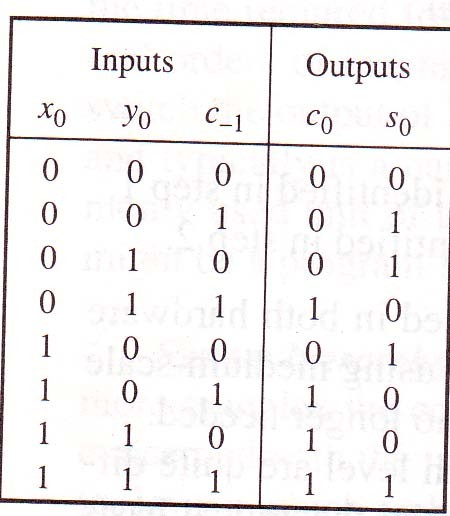 Inputs Outputs
x₀ y₀ c₋₁ c₀ s₀
0 0 0 0 0
0 0 1 0 1
0 1 0 0 1
0 1 1 1 0
1 0 0 0 1
1 0 1 1 0
1 1 0 1 0
1 1 1 1 1